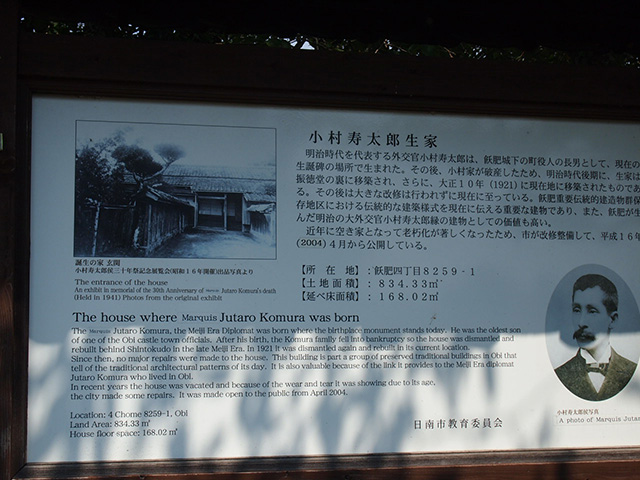 小村寿太郎生家
明治時代を代表する外交官小村寿太郎は、飫肥城下の町役人の長男として、現在の
生誕碑の場所で生まれた。その後、小村家が破産したため、明治時代後期に、生家は
振徳堂の裏に移築され、さらに、大正10年(1921)に現在地に移築されたものであ
る。その後は大きな改修は行われずに現在に至っている。飫肥重要伝統的建造物群保
存地区における伝統的な建築様式を現在に伝える重要な建物であり、また、飫肥が生
んだ明治の大外交官小村寿太郎縁の建物としての価値も高い。
近年に空き家となって老朽化が著しくなったため、市が改修整備して、平成16年
(2004)4月から公開している。
【所在地】:飫肥四丁目8259-1
【土地面積】:834.33㎡
【延べ床面積】:168.02㎡
誕生の家 玄関
小村寿太郎侯三十年祭記念展覧会(昭和16年開催)出品写真より
The entrance of the house
An exhibit in memorial of the 30th Anniversary of Marquis Jutaro Komura's death
(Held in 1941) Photos from the original exhibit
The house where Marquis Jutaro Komura was born
The Marquis Jutaro Komura, the Meiji Era Diplomat was born where the birthplace monument stands today. He was the oldest son
of one of the Obi castle town officials. After his birth, the Komura family fell into bankruptcy so the house was dismantled and
rebuilt behind Shintokudo in the late Meiji Era. In 1921 it was dismantled again and rebuilt in its current location.
Since then, no major repairs were made to the house. This building is part a group of preserved traditional buildings in Obi that
tell of the traditional architectural patterns of its day. It is also valuable because of the link it provides to the Meiji Era diplomat
Jutaro Komura who lived in Obi.
In recent years the house was vacated and because of the wear and tear it was showing due to its age,
the city made some repairs. It was made open to the public from April 2004.
Location: 4 Chome 8259-1, Obi
Land Area: 834.33 ㎡
House floor space: 168.02 ㎡
日南市教育委員会
小村寿太郎侯写真
A photo of Marquis Jutar